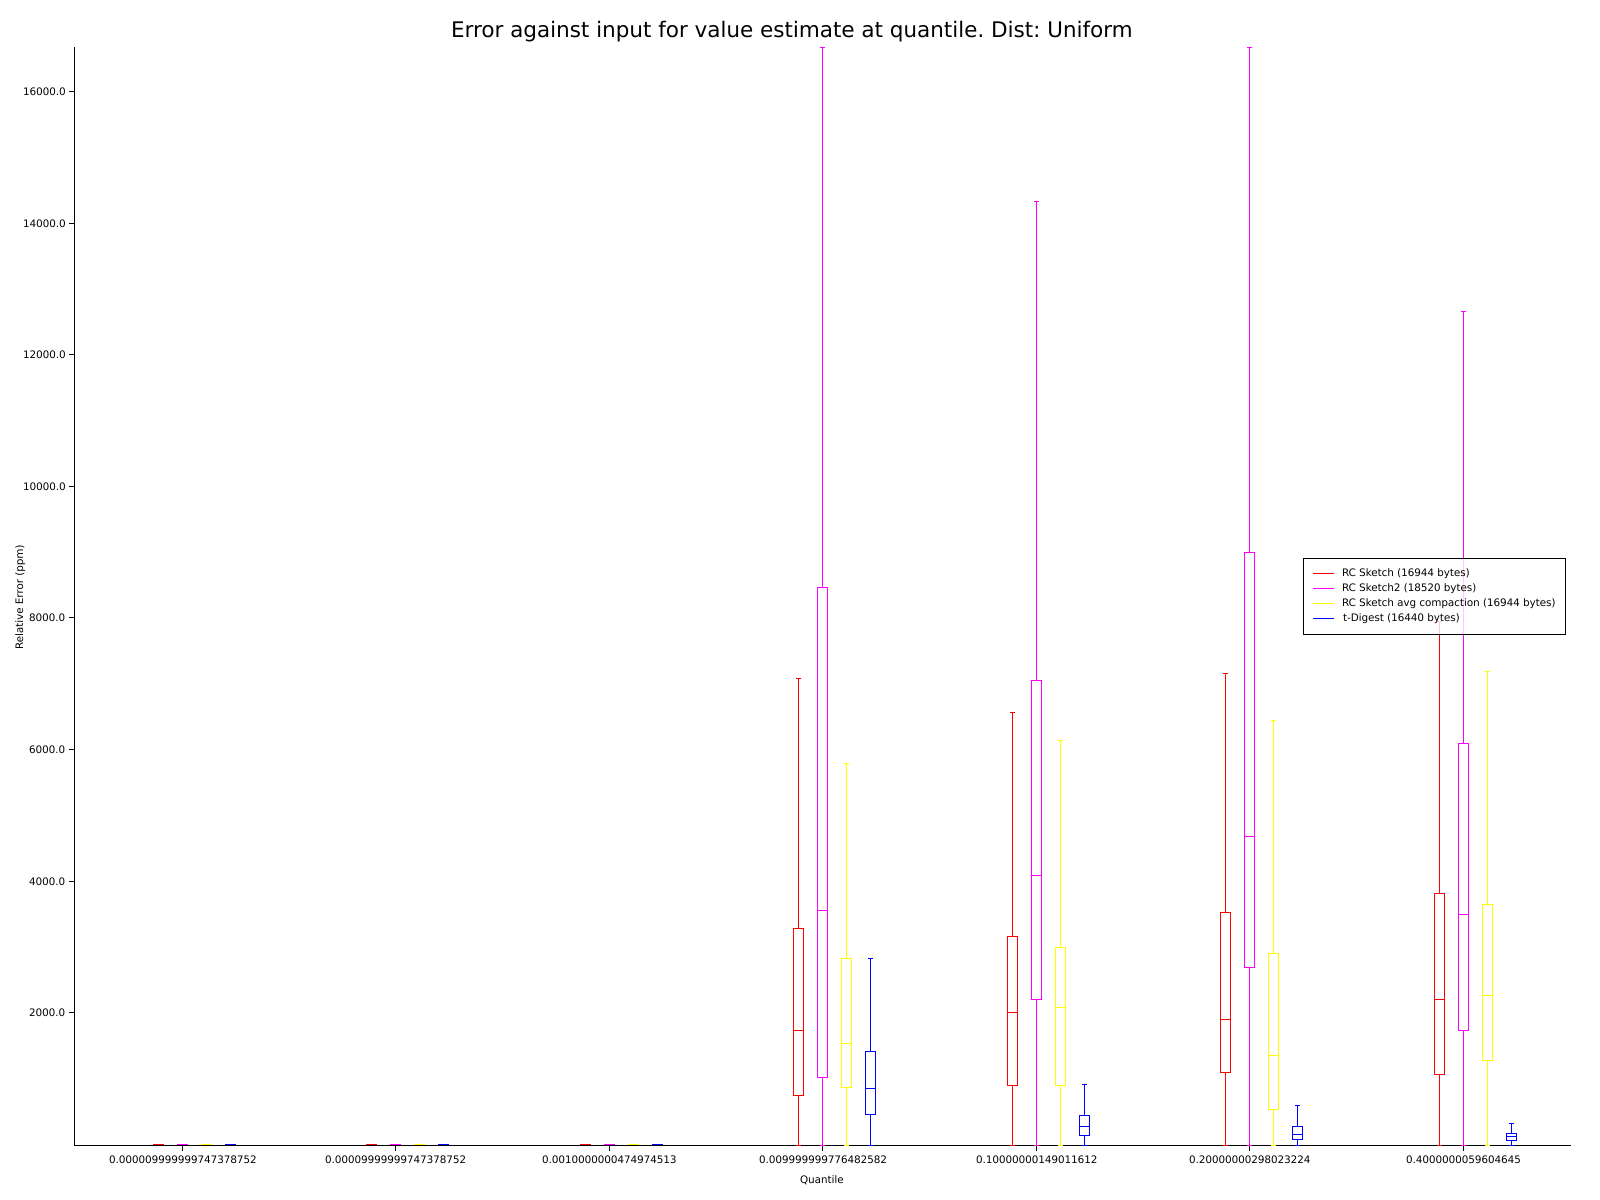 Error against input for value estimate at quantile. Dist: Uniform
16000.0
14000.0
12000.0
10000.0
8000.0
6000.0
4000.0
2000.0
Relative Error (ppm)
RC Sketch (16944 bytes)
RC Sketch2 (18520 bytes)
RC Sketch avg compaction (16944 bytes)
t-Digest (16440 bytes)
0.000009999999747378752 0.00009999999747378752 0.001000000474974513 0.009999999776482582 0.10000000149011612 0.20000000298023224 0.4000000059604645
Quantile